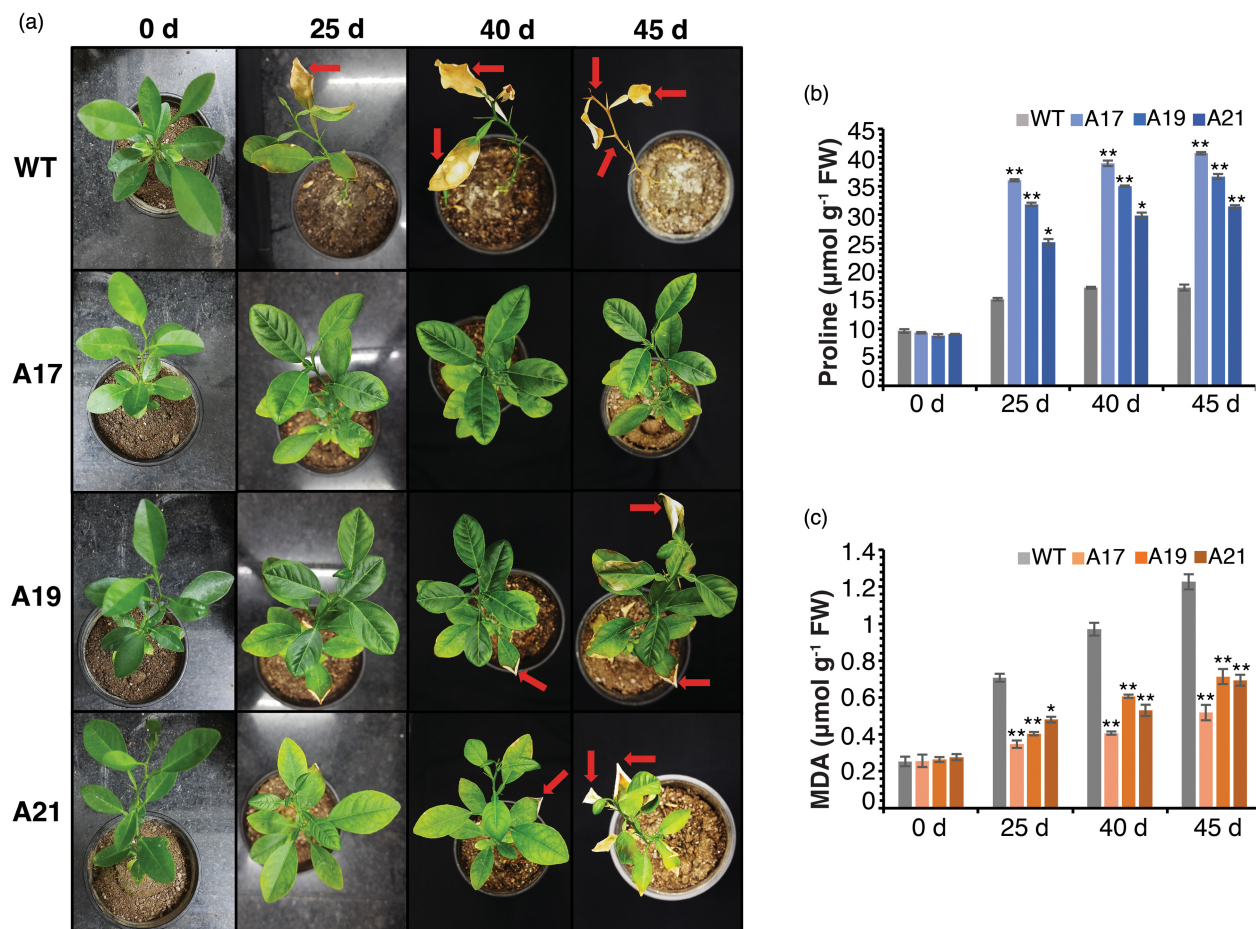 (a)
0 d 25 d 40 d 45 d
WT
A17
A19
A21
(b)
WT A17 A19 A21
Proline (µmol g⁻¹ FW)
45
40
35
30
25
20
15
10
5
0
** ** *
** ** *
** ** **
0 d 25 d 40 d 45 d
(c)
WT A17 A19 A21
MDA (µmol g⁻¹ FW)
1.4
1.2
1.0
0.8
0.6
0.4
0.2
0
** ** *
** ** **
** ** **
0 d 25 d 40 d 45 d